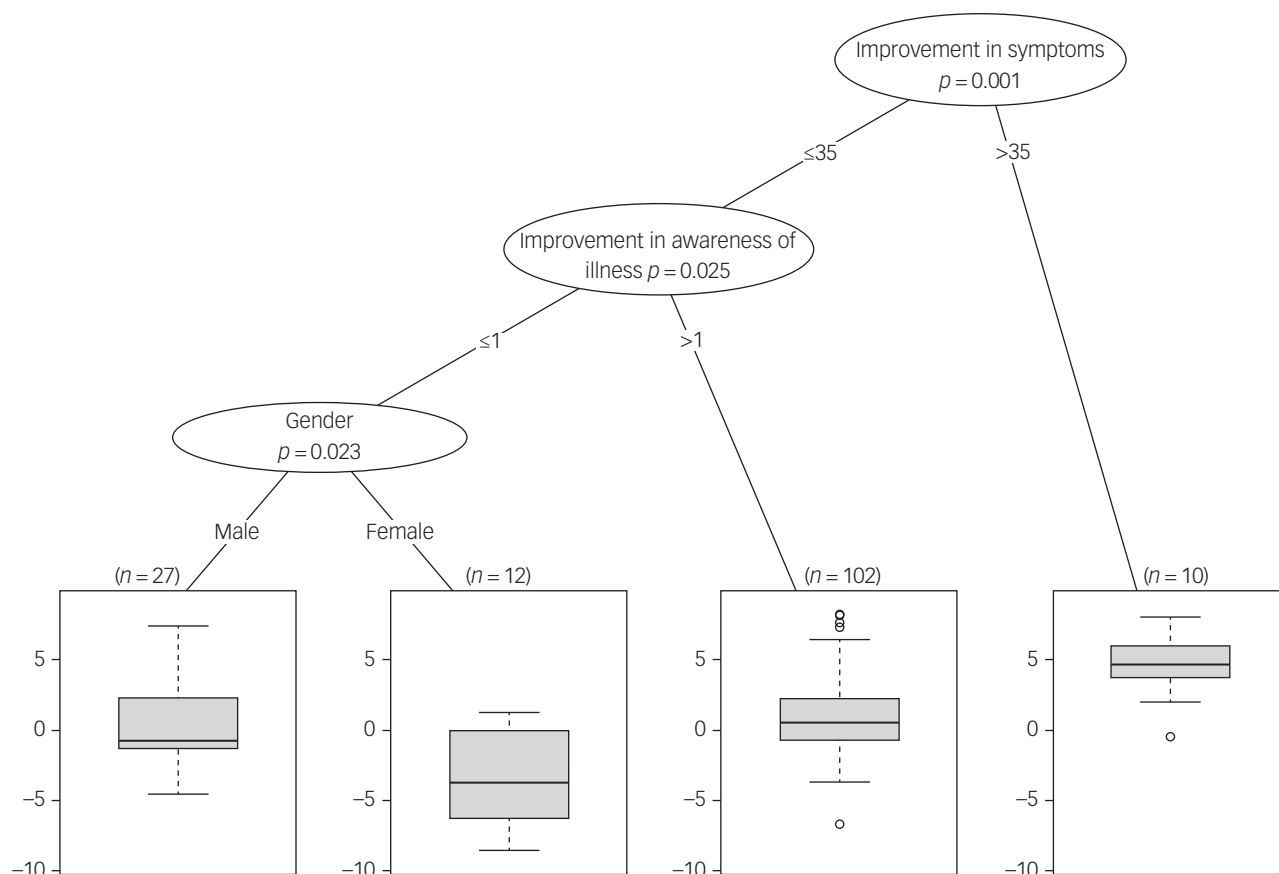 Improvement in symptoms
p = 0.001
≤35
>35
Improvement in awareness of
illness p = 0.025
≤1
>1
Gender
p = 0.023
Male
Female
(n = 27)
(n = 12)
(n = 102)
(n = 10)
5
0
–5
–10
5
0
–5
–10
5
0
–5
–10
5
0
–5
–10